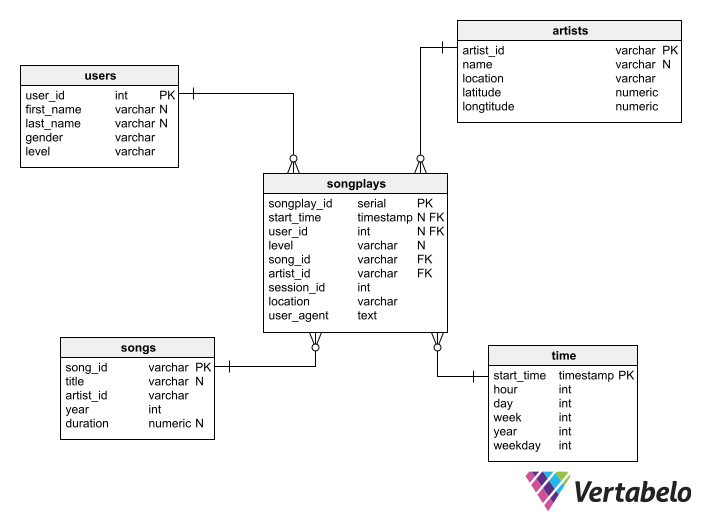 artists
artist_id varchar PK
name varchar N
location varchar
latitude numeric
longtitude numeric
users
user_id int PK
first_name varchar N
last_name varchar N
gender varchar
level varchar
songplays
songplay_id serial PK
start_time timestamp N FK
user_id int N FK
level varchar N
song_id varchar FK
artist_id varchar FK
session_id int
location varchar
user_agent text
songs
song_id varchar PK
title varchar N
artist_id varchar
year int
duration numeric N
time
start_time timestamp PK
hour int
day int
week int
year int
weekday int
Vertabelo